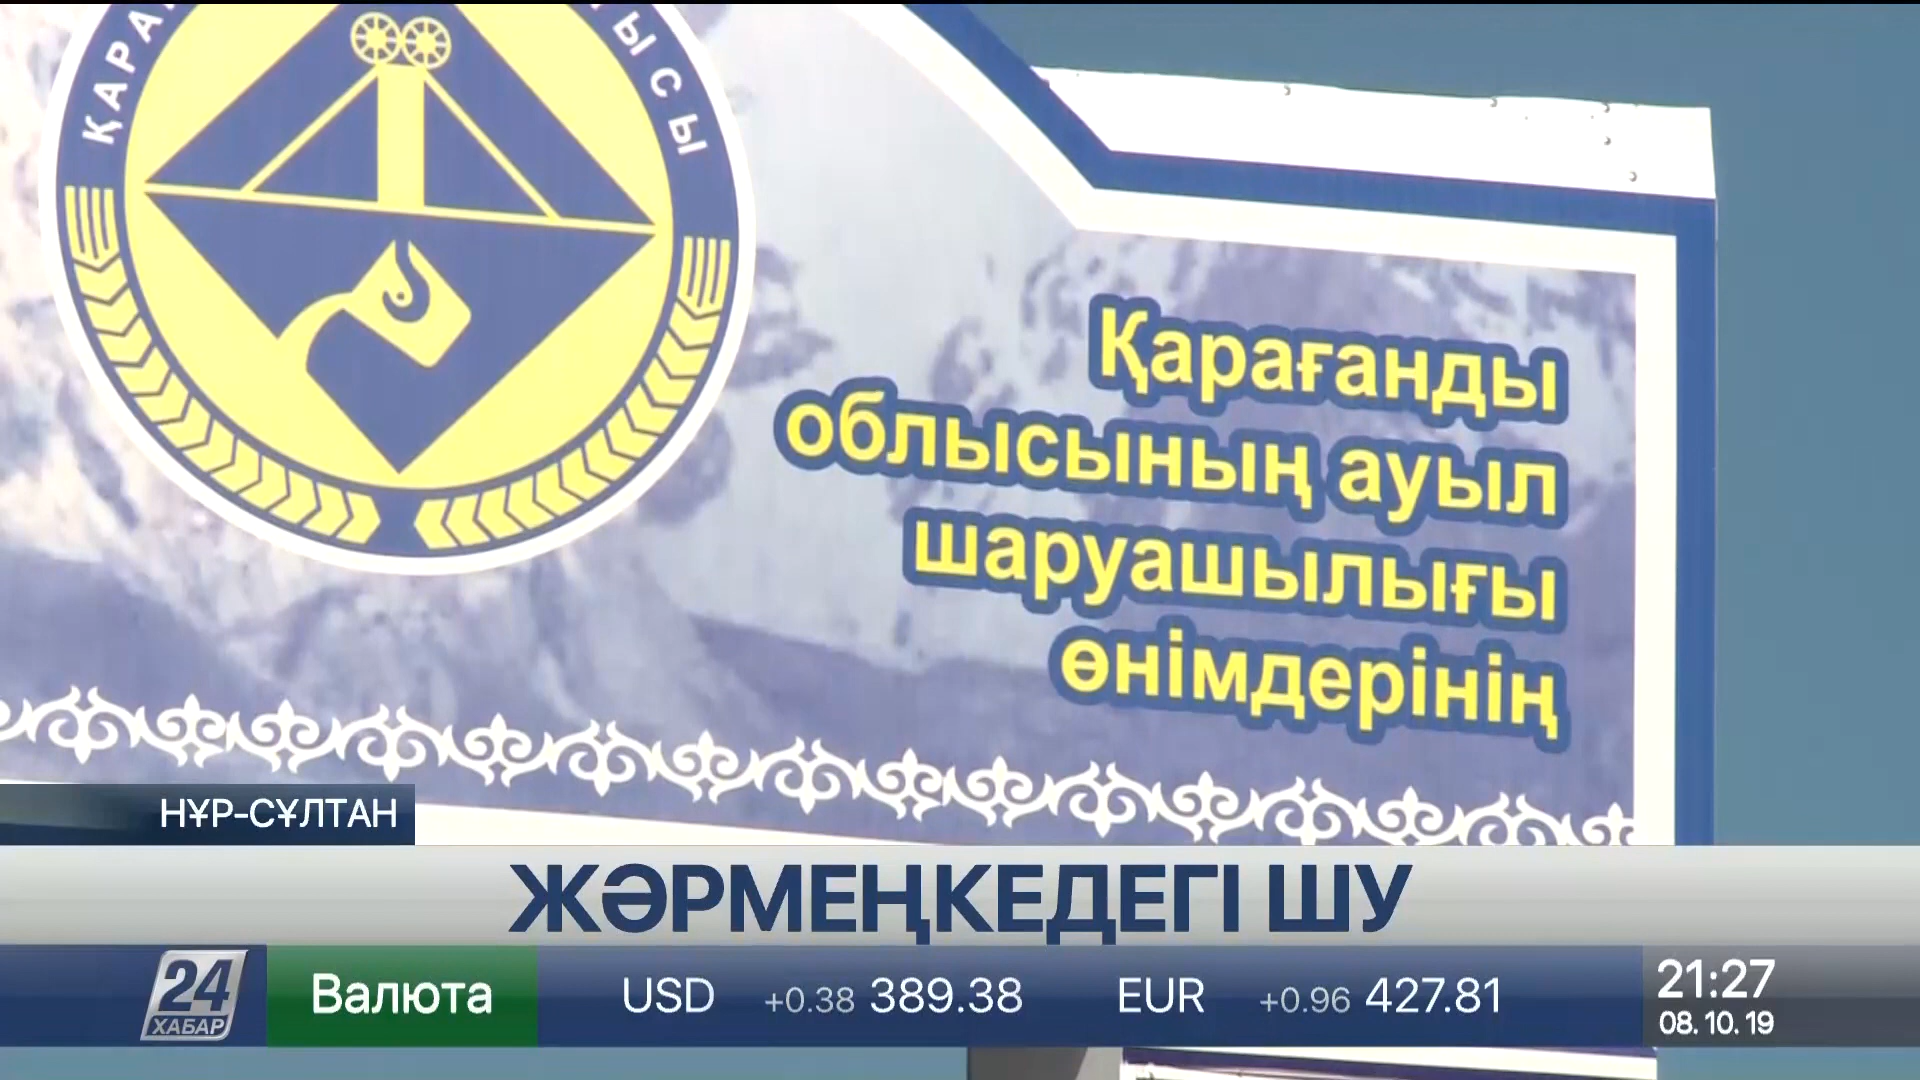 ЫСЫ
Қарағанды
облысының ауыл
шаруашылығы
өнімдерінің
НҰР-СҰЛТАН
ЖӘРМЕҢКЕДЕГІ ШУ
24 ХАБАР
Валюта USD +0.38 389.38 EUR +0.96 427.81
21:27
08.10.19